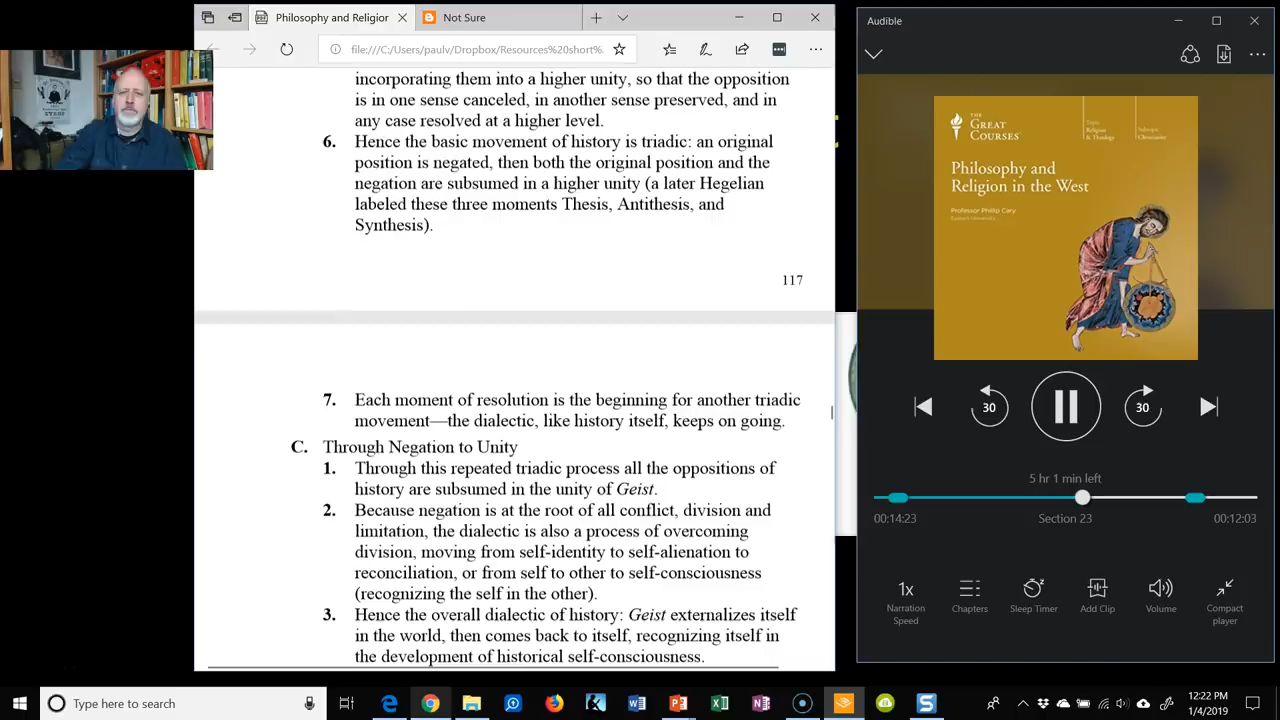 Philosophy and Religior
Not Sure
file:///C:/Users/paulv/Dropbox/Resources%20short%
incorporating them into a higher unity, so that the opposition
is in one sense canceled, in another sense preserved, and in
any case resolved at a higher level.
6. Hence the basic movement of history is triadic: an original
position is negated, then both the original position and the
negation are subsumed in a higher unity (a later Hegelian
labeled these three moments Thesis, Antithesis, and
Synthesis).
117
7. Each moment of resolution is the beginning for another triadic
movement—the dialectic, like history itself, keeps on going.
C. Through Negation to Unity
1. Through this repeated triadic process all the oppositions of
history are subsumed in the unity of Geist.
2. Because negation is at the root of all conflict, division and
limitation, the dialectic is also a process of overcoming
division, moving from self-identity to self-alienation to
reconciliation, or from self to other to self-consciousness
(recognizing the self in the other).
3. Hence the overall dialectic of history: Geist externalizes itself
in the world, then comes back to itself, recognizing itself in
the development of historical self-consciousness.
Audible
THE
GREAT
COURSES
Topic
Religion
& Theology
Subtopic
Christianity
Philosophy and
Religion in the West
Professor Phillip Cary
Eastern University
30
30
5 hr 1 min left
00:14:23
Section 23
00:12:03
1x
Narration
Speed
Chapters
Sleep Timer
Add Clip
Volume
Compact
player
Type here to search
12:22 PM
1/4/2019